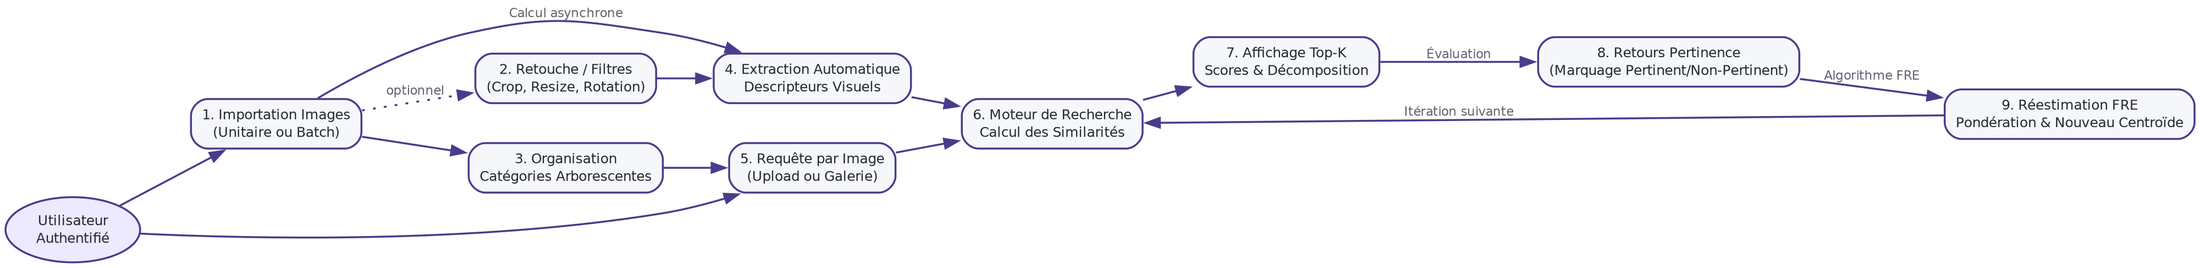 Utilisateur
Authentifié
1. Importation Images
(Unitaire ou Batch)
Calcul asynchrone
optionnel
2. Retouche / Filtres
(Crop, Resize, Rotation)
3. Organisation
Catégories Arborescentes
4. Extraction Automatique
Descripteurs Visuels
5. Requête par Image
(Upload ou Galerie)
6. Moteur de Recherche
Calcul des Similarités
7. Affichage Top-K
Scores & Décomposition
Évaluation
8. Retours Pertinence
(Marquage Pertinent/Non-Pertinent)
Algorithme FRE
9. Réestimation FRE
Pondération & Nouveau Centroïde
Itération suivante